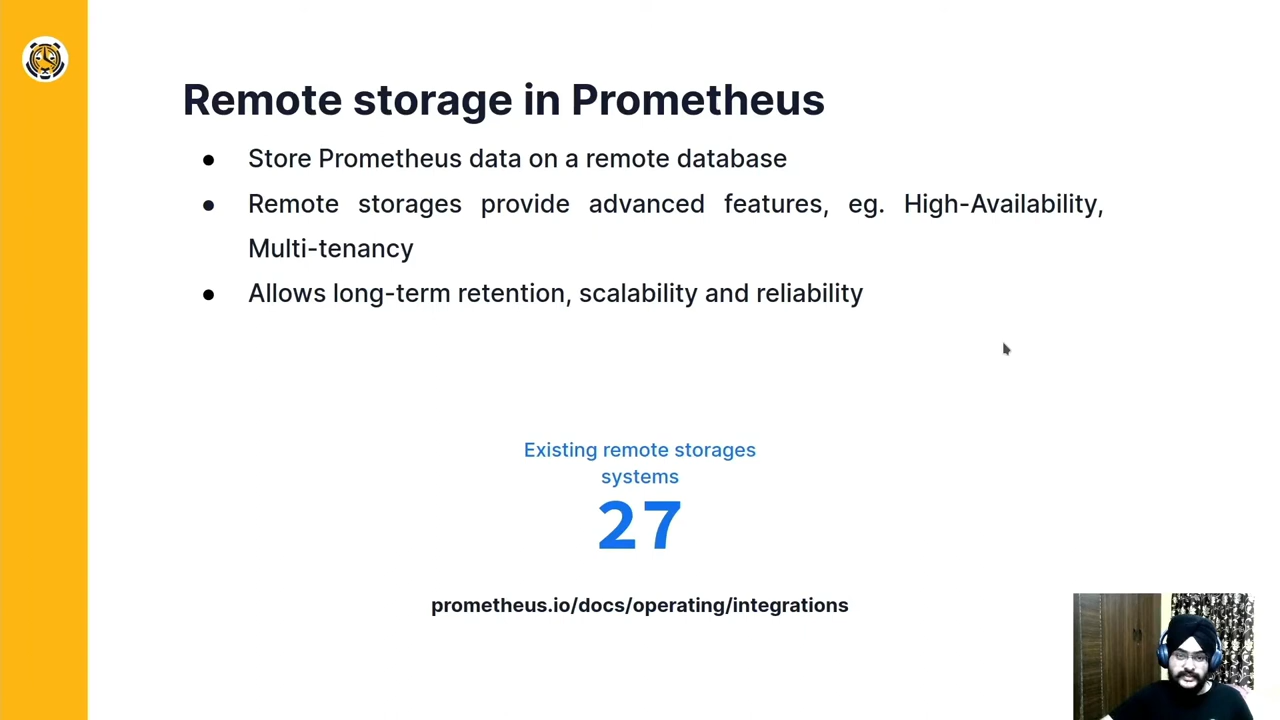 Remote storage in Prometheus
● Store Prometheus data on a remote database
● Remote storages provide advanced features, eg. High-Availability,
Multi-tenancy
● Allows long-term retention, scalability and reliability
Existing remote storages
systems
27
prometheus.io/docs/operating/integrations